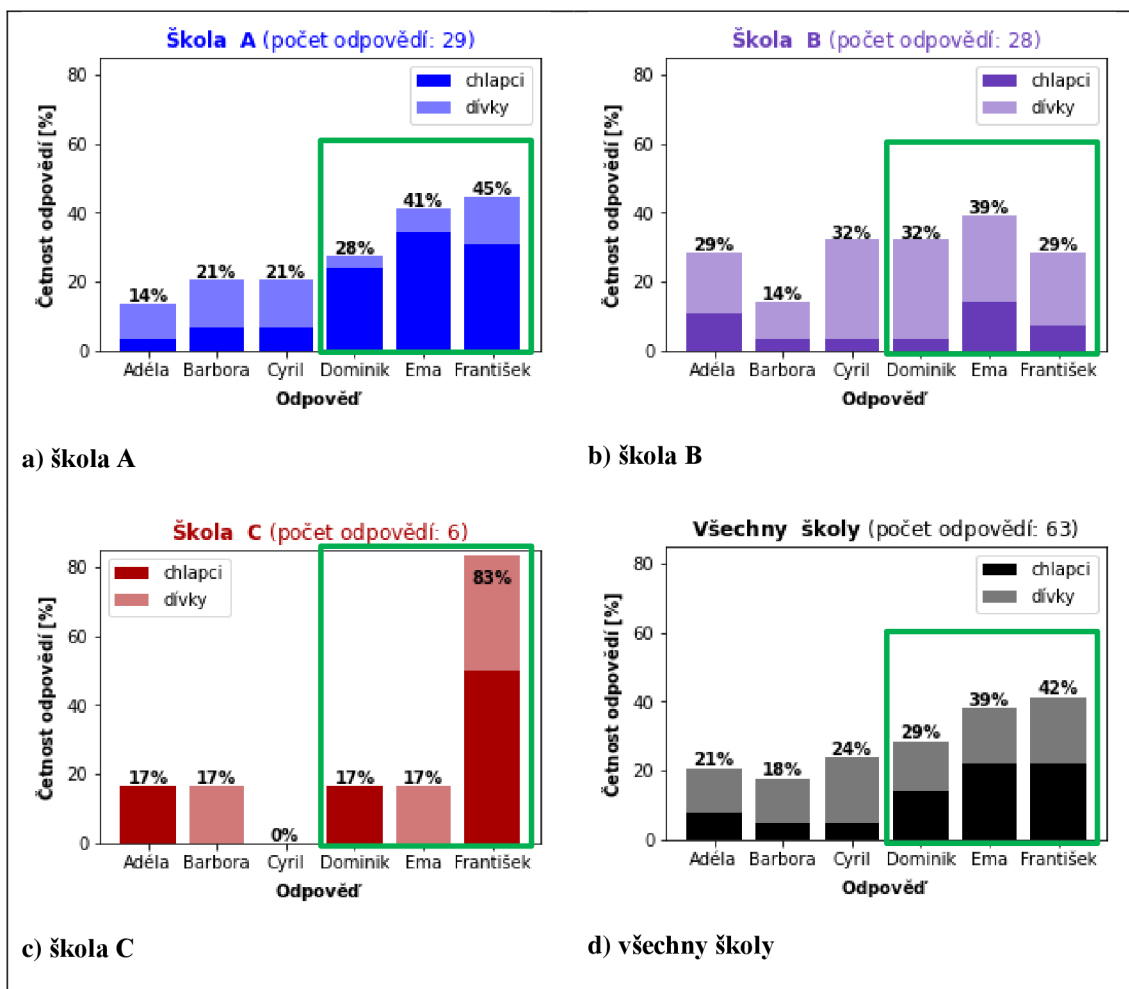 Škola A (počet odpovědí: 29)
Četnost odpovědí [%]
80
60
40
20
0
chlapci
dívky
14%
21%
21%
28%
41%
45%
Adéla Barbora Cyril Dominik Ema František
Odpověď
a) škola A
Škola B (počet odpovědí: 28)
Četnost odpovědí [%]
80
60
40
20
0
chlapci
dívky
29%
14%
32%
32%
39%
29%
Adéla Barbora Cyril Dominik Ema František
Odpověď
b) škola B
Škola C (počet odpovědí: 6)
Četnost odpovědí [%]
80
60
40
20
0
chlapci
dívky
17%
17%
0%
17%
17%
83%
Adéla Barbora Cyril Dominik Ema František
Odpověď
c) škola C
Všechny školy (počet odpovědí: 63)
Četnost odpovědí [%]
80
60
40
20
0
chlapci
dívky
21%
18%
24%
29%
39%
42%
Adéla Barbora Cyril Dominik Ema František
Odpověď
d) všechny školy